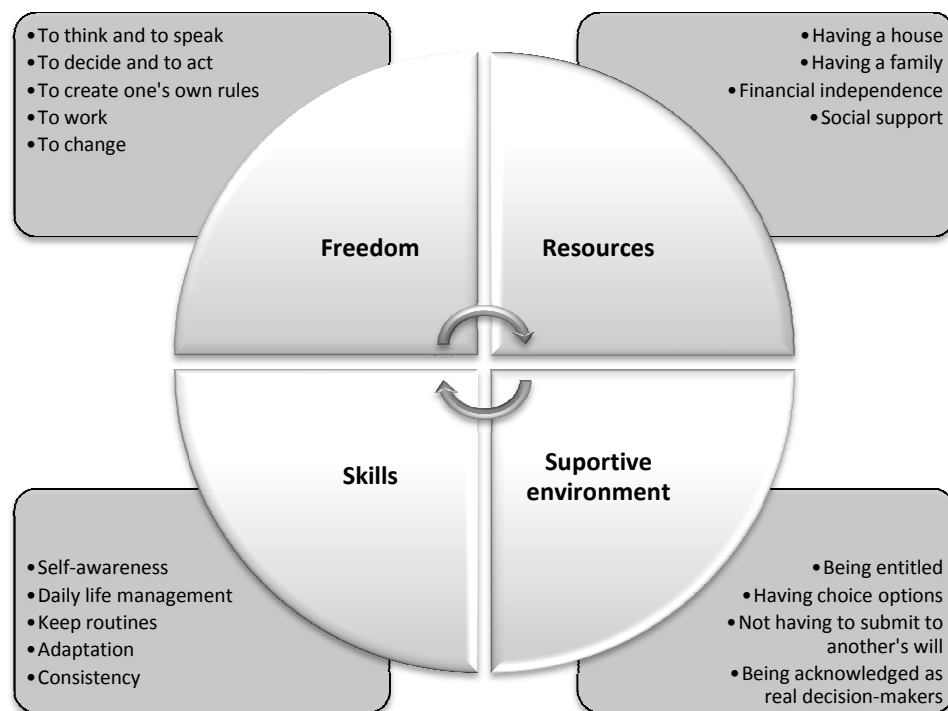 •To think and to speak
•To decide and to act
•To create one's own rules
•To work
•To change
•Having a house
•Having a family
•Financial independence
•Social support
Freedom
Resources
Skills
Suportive
environment
•Self-awareness
•Daily life management
•Keep routines
•Adaptation
•Consistency
•Being entitled
•Having choice options
•Not having to submit to
another's will
•Being acknowledged as
real decision-makers